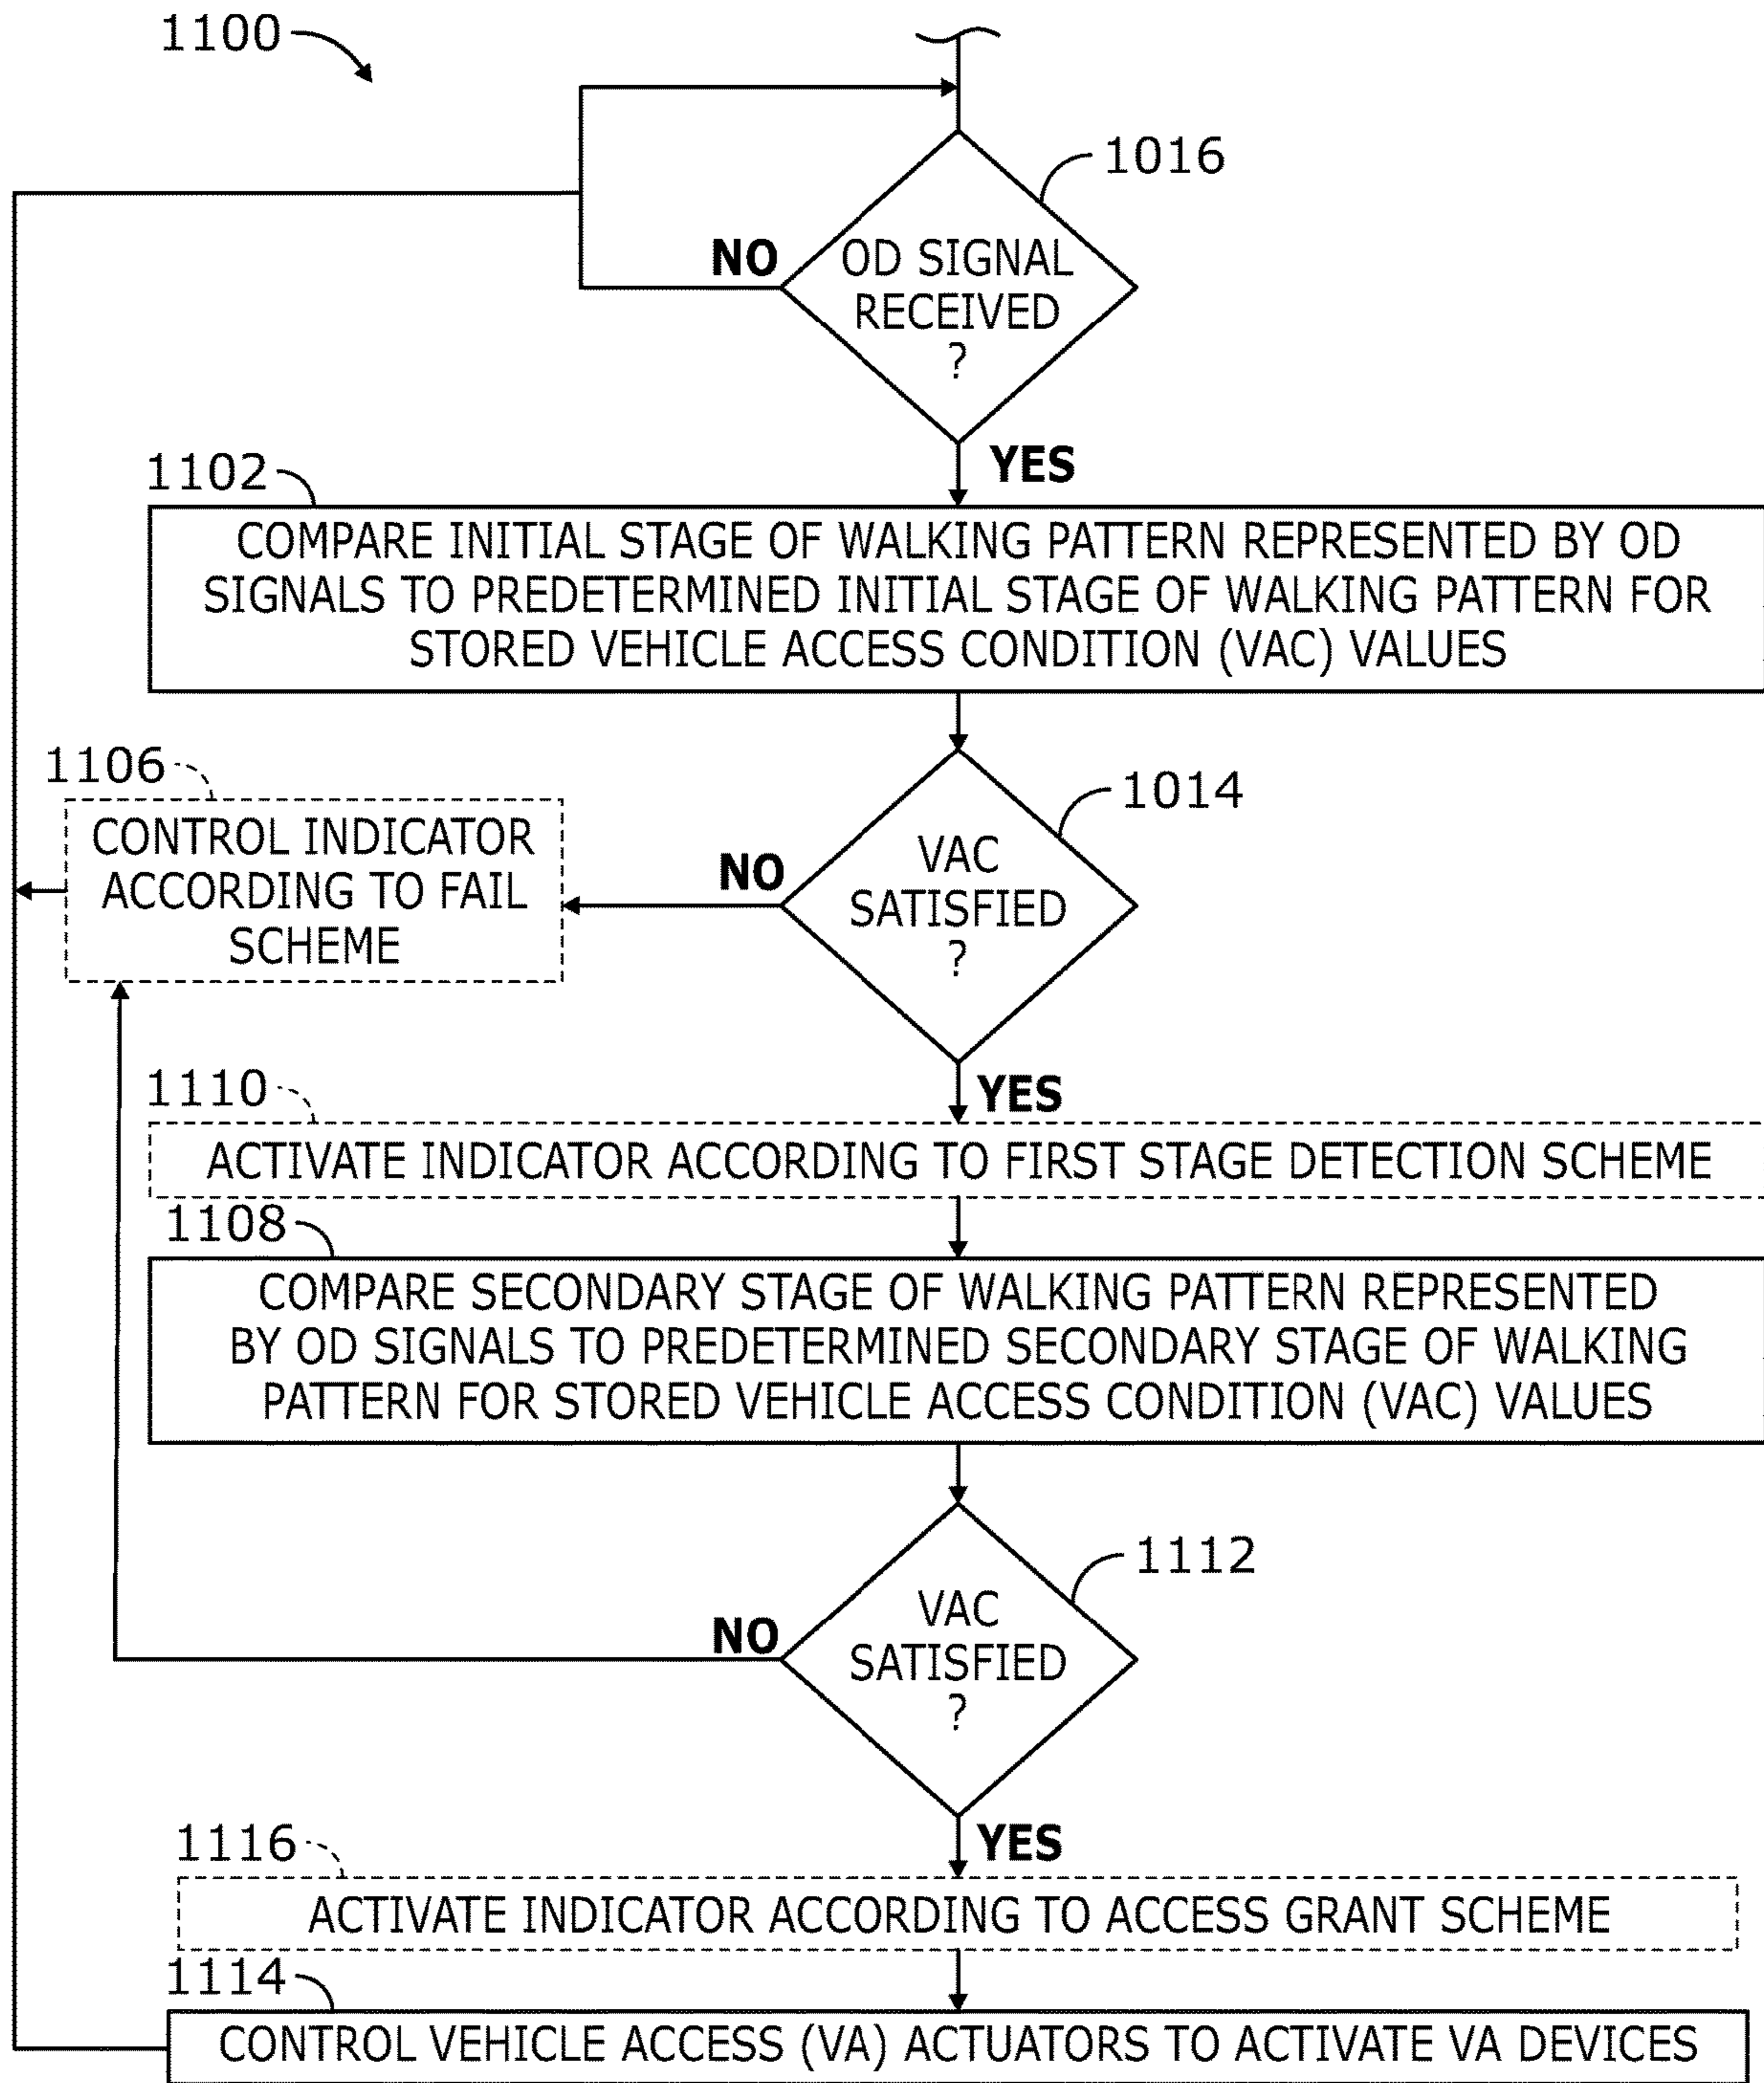 1100
1016
NO
OD SIGNAL
RECEIVED
?
YES
1102
COMPARE INITIAL STAGE OF WALKING PATTERN REPRESENTED BY OD
SIGNALS TO PREDETERMINED INITIAL STAGE OF WALKING PATTERN FOR
STORED VEHICLE ACCESS CONDITION (VAC) VALUES
1106
CONTROL INDICATOR
ACCORDING TO FAIL
SCHEME
1014
NO
VAC
SATISFIED
?
YES
1110
ACTIVATE INDICATOR ACCORDING TO FIRST STAGE DETECTION SCHEME
1108
COMPARE SECONDARY STAGE OF WALKING PATTERN REPRESENTED
BY OD SIGNALS TO PREDETERMINED SECONDARY STAGE OF WALKING
PATTERN FOR STORED VEHICLE ACCESS CONDITION (VAC) VALUES
1112
NO
VAC
SATISFIED
?
YES
1116
ACTIVATE INDICATOR ACCORDING TO ACCESS GRANT SCHEME
1114
CONTROL VEHICLE ACCESS (VA) ACTUATORS TO ACTIVATE VA DEVICES